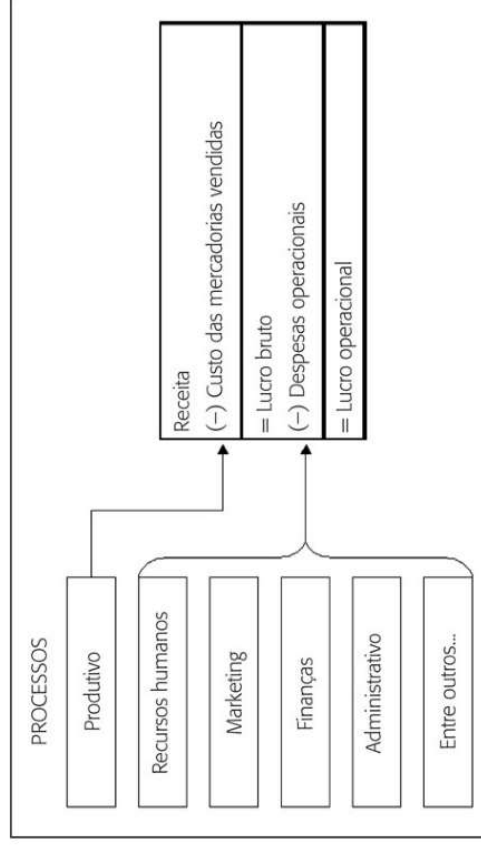 PROCESSOS
Produtivo
Recursos humanos
Marketing
Finanças
Administrativo
Entre outros...
Receita
(–) Custo das mercadorias vendidas
= Lucro bruto
(–) Despesas operacionais
= Lucro operacional